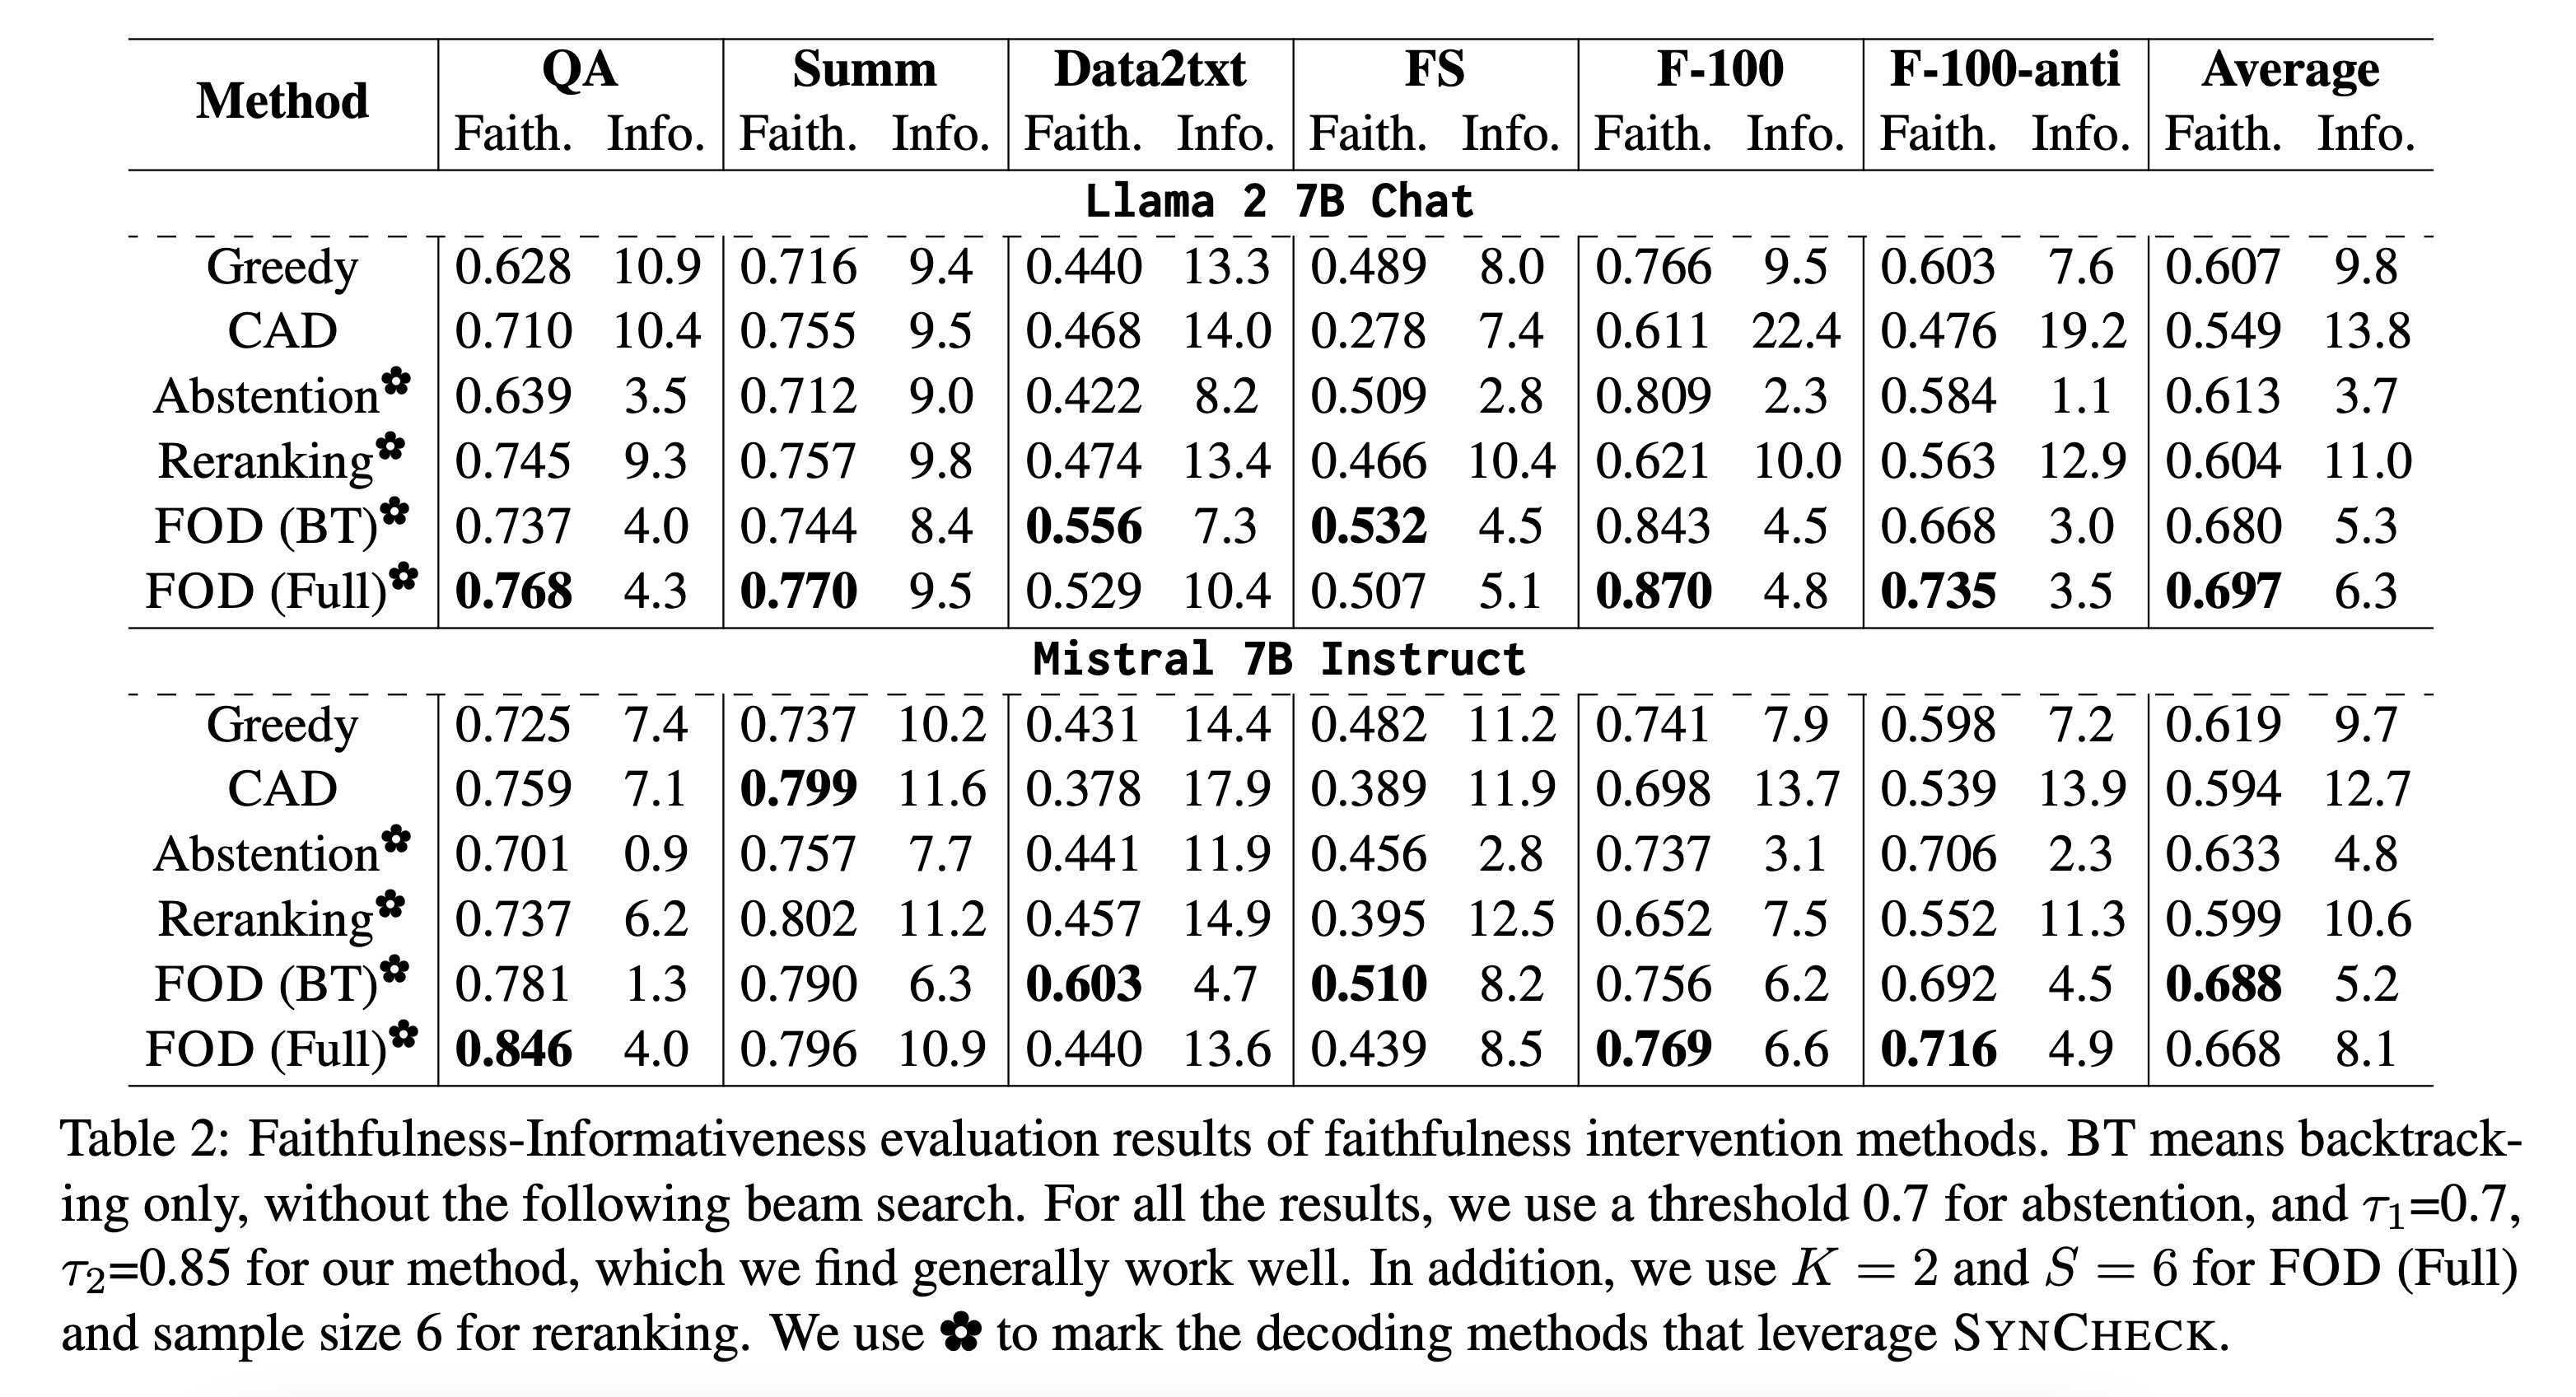 Method QA Summ Data2txt FS F-100 F-100-anti Average
Faith. Info. Faith. Info. Faith. Info. Faith. Info. Faith. Info. Faith. Info. Faith. Info.
Llama 2 7B Chat
Greedy 0.628 10.9 0.716 9.4 0.440 13.3 0.489 8.0 0.766 9.5 0.603 7.6 0.607 9.8
CAD 0.710 10.4 0.755 9.5 0.468 14.0 0.278 7.4 0.611 22.4 0.476 19.2 0.549 13.8
Abstention✿ 0.639 3.5 0.712 9.0 0.422 8.2 0.509 2.8 0.809 2.3 0.584 1.1 0.613 3.7
Reranking✿ 0.745 9.3 0.757 9.8 0.474 13.4 0.466 10.4 0.621 10.0 0.563 12.9 0.604 11.0
FOD (BT)✿ 0.737 4.0 0.744 8.4 0.556 7.3 0.532 4.5 0.843 4.5 0.668 3.0 0.680 5.3
FOD (Full)✿ 0.768 4.3 0.770 9.5 0.529 10.4 0.507 5.1 0.870 4.8 0.735 3.5 0.697 6.3
Mistral 7B Instruct
Greedy 0.725 7.4 0.737 10.2 0.431 14.4 0.482 11.2 0.741 7.9 0.598 7.2 0.619 9.7
CAD 0.759 7.1 0.799 11.6 0.378 17.9 0.389 11.9 0.698 13.7 0.539 13.9 0.594 12.7
Abstention✿ 0.701 0.9 0.757 7.7 0.441 11.9 0.456 2.8 0.737 3.1 0.706 2.3 0.633 4.8
Reranking✿ 0.737 6.2 0.802 11.2 0.457 14.9 0.395 12.5 0.652 7.5 0.552 11.3 0.599 10.6
FOD (BT)✿ 0.781 1.3 0.790 6.3 0.603 4.7 0.510 8.2 0.756 6.2 0.692 4.5 0.688 5.2
FOD (Full)✿ 0.846 4.0 0.796 10.9 0.440 13.6 0.439 8.5 0.769 6.6 0.716 4.9 0.668 8.1
Table 2: Faithfulness-Informativeness evaluation results of faithfulness intervention methods. BT means backtrack-
ing only, without the following beam search. For all the results, we use a threshold 0.7 for abstention, and τ₁=0.7,
τ₂=0.85 for our method, which we find generally work well. In addition, we use K = 2 and S = 6 for FOD (Full)
and sample size 6 for reranking. We use ✿ to mark the decoding methods that leverage SYNCHECK.